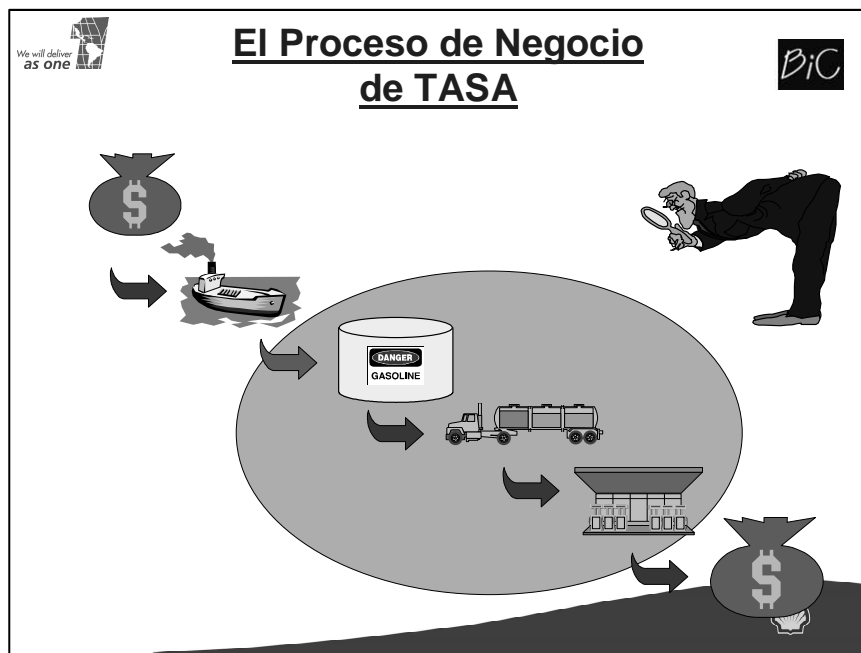 We will deliver
as one
El Proceso de Negocio
de TASA
BiC
$
DANGER
GASOLINE
$